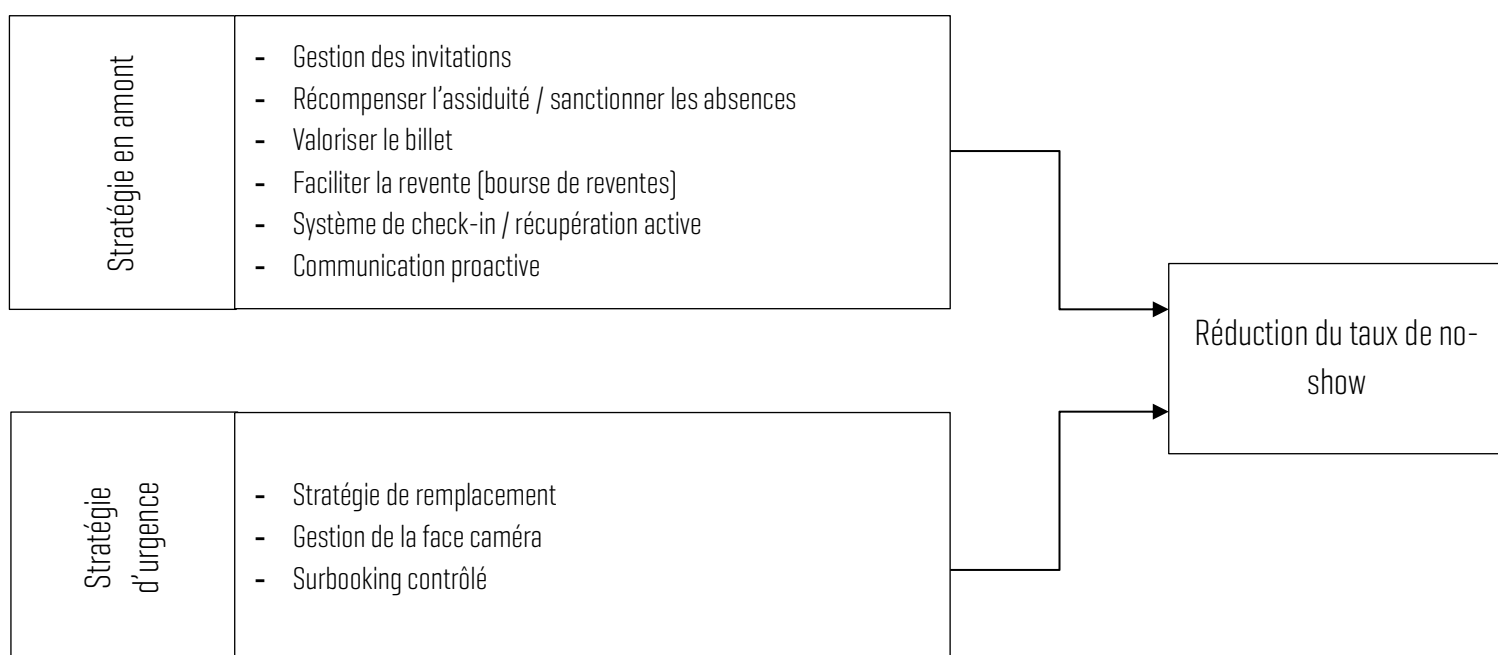 Stratégie en amont
- Gestion des invitations
- Récompenser l'assiduité / sanctionner les absences
- Valoriser le billet
- Faciliter la revente (bourse de reventes)
- Système de check-in / récupération active
- Communication proactive
Réduction du taux de no-
show
Stratégie
d'urgence
- Stratégie de remplacement
- Gestion de la face caméra
- Surbooking contrôlé